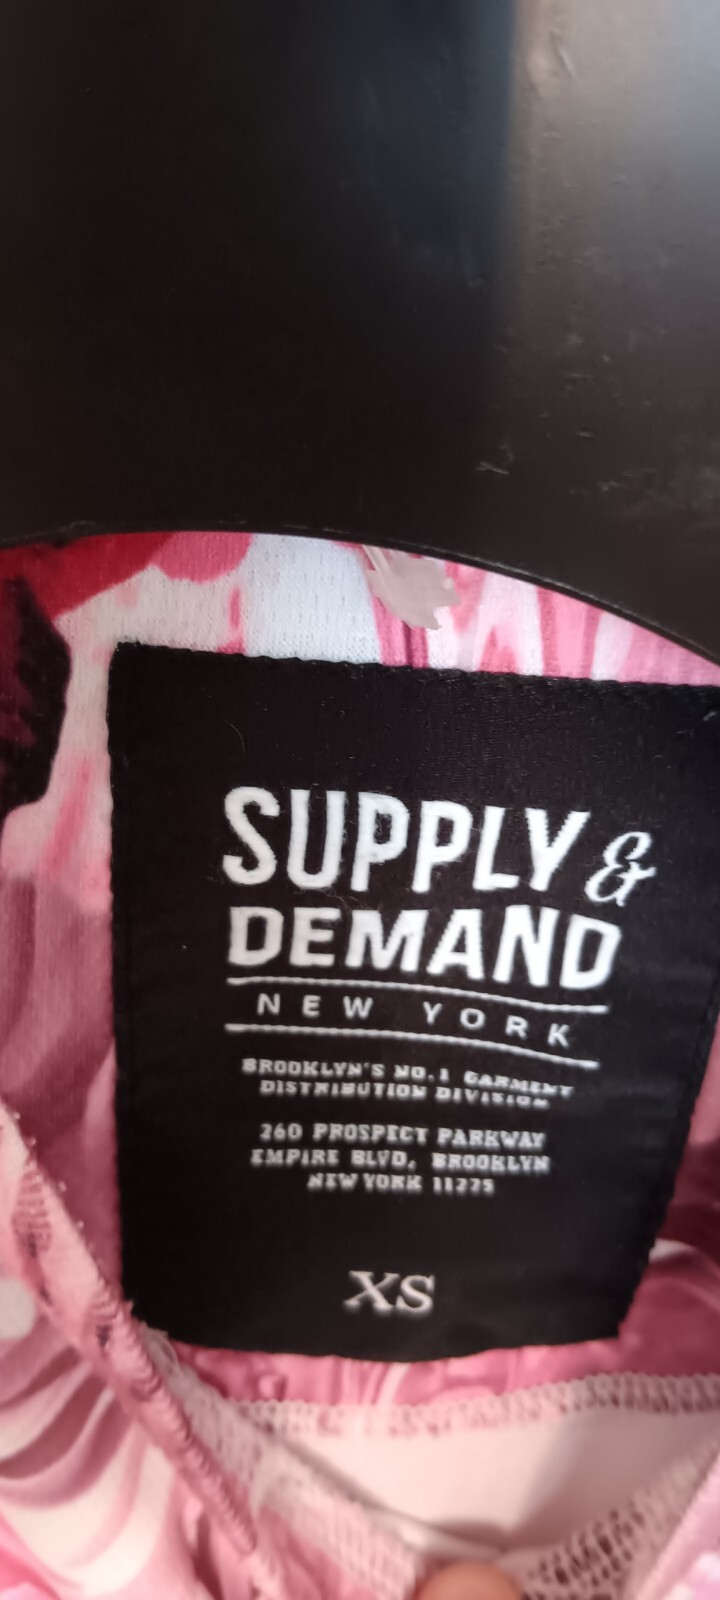 SUPPLY &
DEMAND
NEW YORK
BROOKLYN'S NO.1 GARMENT
DISTRIBUTION DIVISION
260 PROSPECT PARKWAY
EMPIRE BLVD, BROOKLYN
NEW YORK 11225
XS